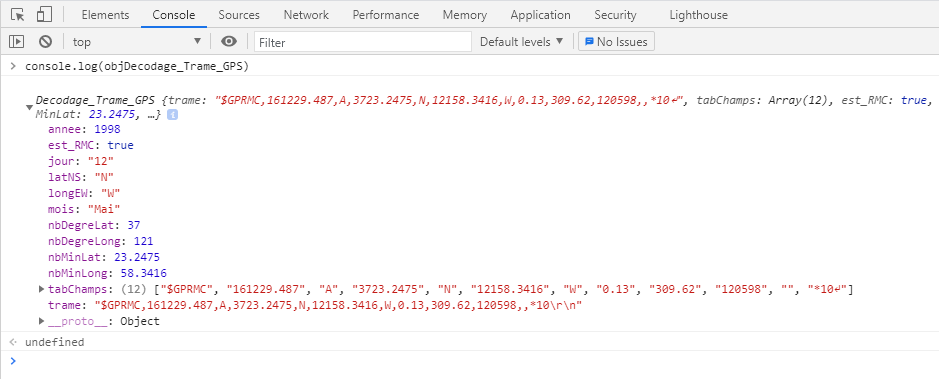 Elements Console Sources Network Performance Memory Application Security Lighthouse
top Filter Default levels No Issues
console.log(objDecodage_Trame_GPS)
Decodage_Trame_GPS {trame: "$GPRMC,161229.487,A,3723.2475,N,12158.3416,W,0.13,309.62,120598,,*10↵", tabChamps: Array(12), est_RMC: true,
MinLat: 23.2475, …} i
annee: 1998
est_RMC: true
jour: "12"
latNS: "N"
longEW: "W"
mois: "Mai"
nbDegreLat: 37
nbDegreLong: 121
nbMinLat: 23.2475
nbMinLong: 58.3416
tabChamps: (12) ["$GPRMC", "161229.487", "A", "3723.2475", "N", "12158.3416", "W", "0.13", "309.62", "120598", "", "*10↵"]
trame: "$GPRMC,161229.487,A,3723.2475,N,12158.3416,W,0.13,309.62,120598,,*10\r\n"
__proto__: Object
undefined